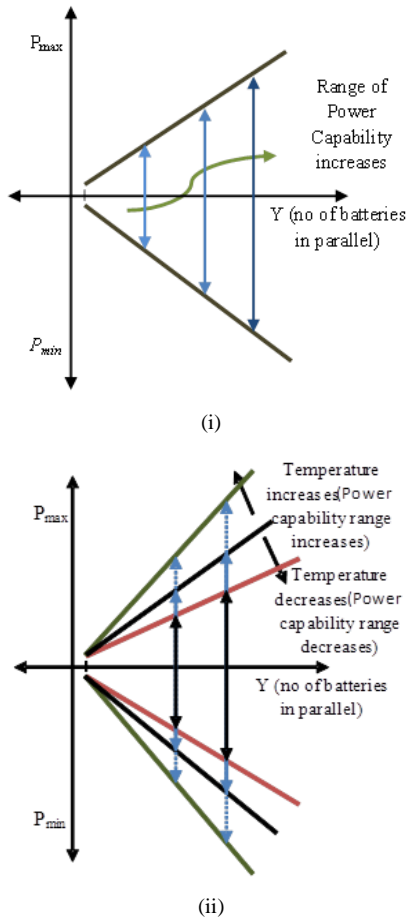 Pmax
Range of
Power
Capability
increases
Y (no of batteries
in parallel)
Pmin
(i)
Temperature
increases(Power
capability range
increases)
Pmax
Temperature
decreases(Power
capability range
decreases)
Y (no of batteries
in parallel)
Pmin
(ii)